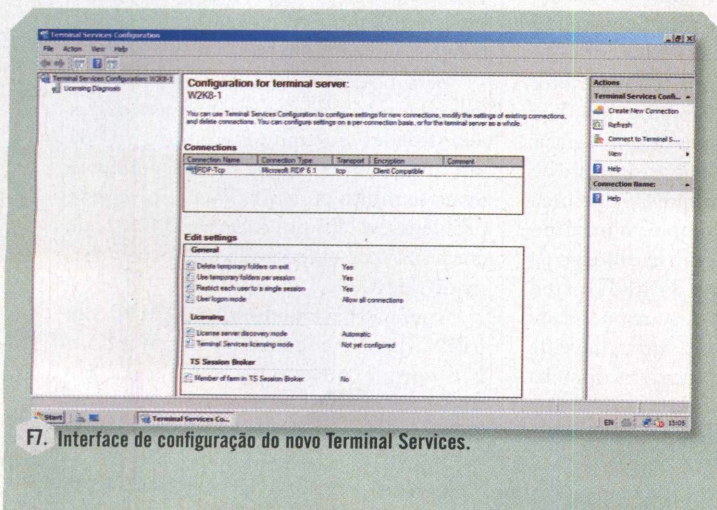 Terminal Services Configuration
File Action View Help
Terminal Services Configuration: W2K8-1
Licensing Diagnosis
Configuration for terminal server:
W2K8-1
You can use Terminal Services Configuration to configure settings for new connections, modify the settings of existing connections,
and delete connections. You can configure settings on a per-connection basis, or for the terminal server as a whole.
Connections
Connection Name Connection Type Transport Encryption Comment
RDP-Tcp Microsoft RDP 6.1 tcp Client Compatible
Edit settings
General
Delete temporary folders on exit Yes
Use temporary folders per session Yes
Restrict each user to a single session Yes
User logon mode Allow all connections
Licensing
License server discovery mode Automatic
Terminal Services licensing mode Not yet configured
TS Session Broker
Member of farm in TS Session Broker No
Actions
Terminal Services Confi...
Create New Connection
Refresh
Connect to Terminal S...
View
Help
Connection Name:
Help
Start
Terminal Services Co...
EN
15:05
F7. Interface de configuração do novo Terminal Services.